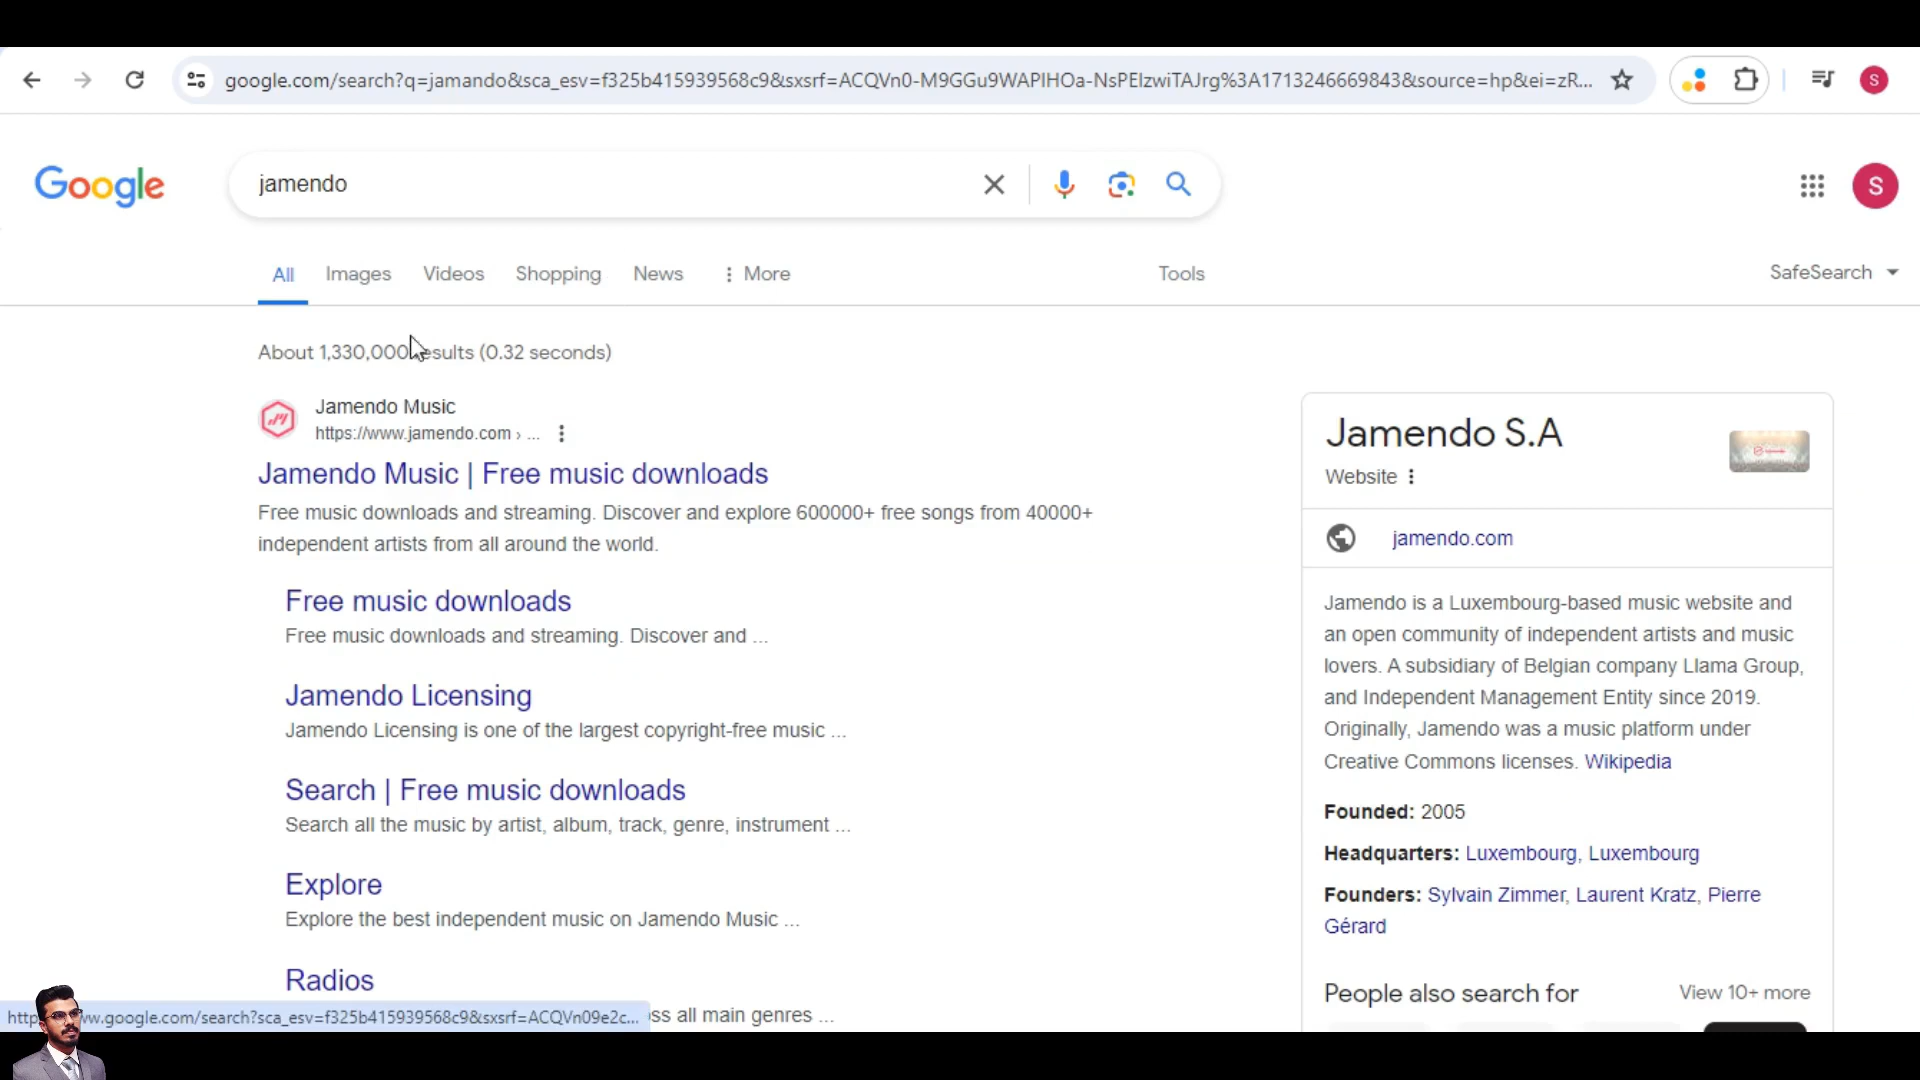 google.com/search?q=jamando&sca_esv=f325b415939568c9&sxsrf=ACQVn0-M9GGu9WAPlHOa-NsPEIzwiTAJrg%3A1713246669843&source=hp&ei=zR...
S
Google
jamendo
S
All Images Videos Shopping News More Tools SafeSearch
About 1,330,000 results (0.32 seconds)
Jamendo Music
https://www.jamendo.com › ...
Jamendo Music | Free music downloads
Free music downloads and streaming. Discover and explore 600000+ free songs from 40000+
independent artists from all around the world.
Free music downloads
Free music downloads and streaming. Discover and ...
Jamendo Licensing
Jamendo Licensing is one of the largest copyright-free music ...
Search | Free music downloads
Search all the music by artist, album, track, genre, instrument ...
Explore
Explore the best independent music on Jamendo Music ...
Radios
ss all main genres ...
ww.google.com/search?sca_esv=f325b415939568c9&sxsrf=ACQVn09e2c...
Jamendo S.A
Website
jamendo.com
Jamendo is a Luxembourg-based music website and
an open community of independent artists and music
lovers. A subsidiary of Belgian company Llama Group,
and Independent Management Entity since 2019.
Originally, Jamendo was a music platform under
Creative Commons licenses. Wikipedia
Founded: 2005
Headquarters: Luxembourg, Luxembourg
Founders: Sylvain Zimmer, Laurent Kratz, Pierre
Gérard
People also search for View 10+ more